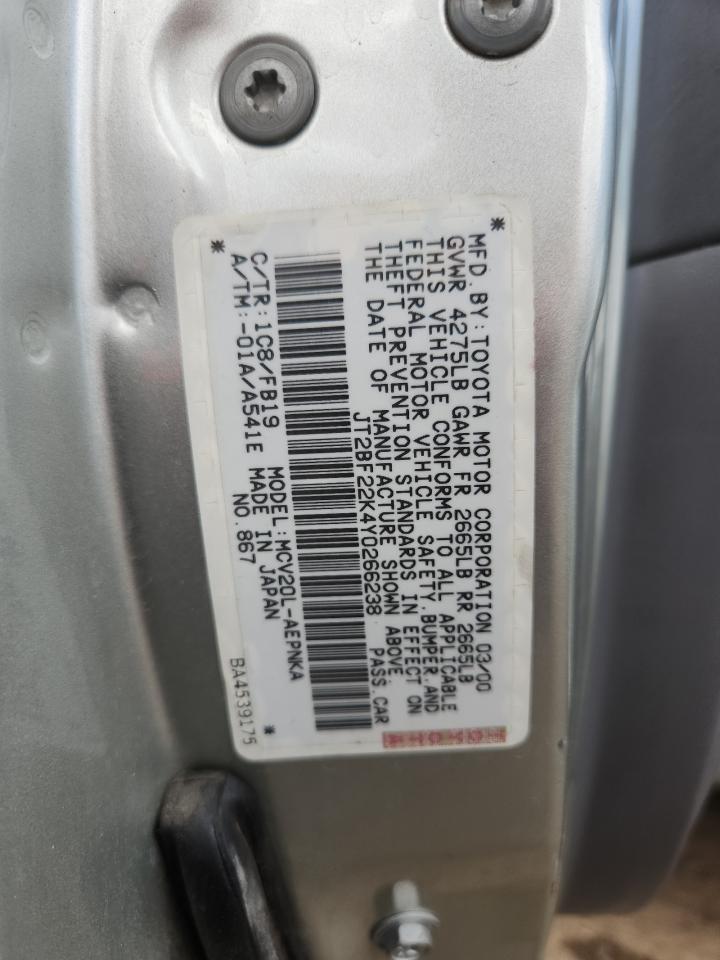 MFD.BY:TOYOTA MOTOR CORPORATION 03/00
GVWR 4275LB GAWR FR 2665LB RR 2665LB
THIS VEHICLE CONFORMS TO ALL APPLICABLE
FEDERAL MOTOR VEHICLE SAFETY,BUMPER,AND
THEFT PREVENTION STANDARDS IN EFFECT ON
THE DATE OF MANUFACTURE SHOWN ABOVE.
JT2BF22K4Y0266238 PASS.CAR
C/TR:1C8/FB19 MODEL:MCV20L-AEPNKA
A/TM:-01A/A541E MADE IN JAPAN
NO.867
BA4539175
TOYOTA